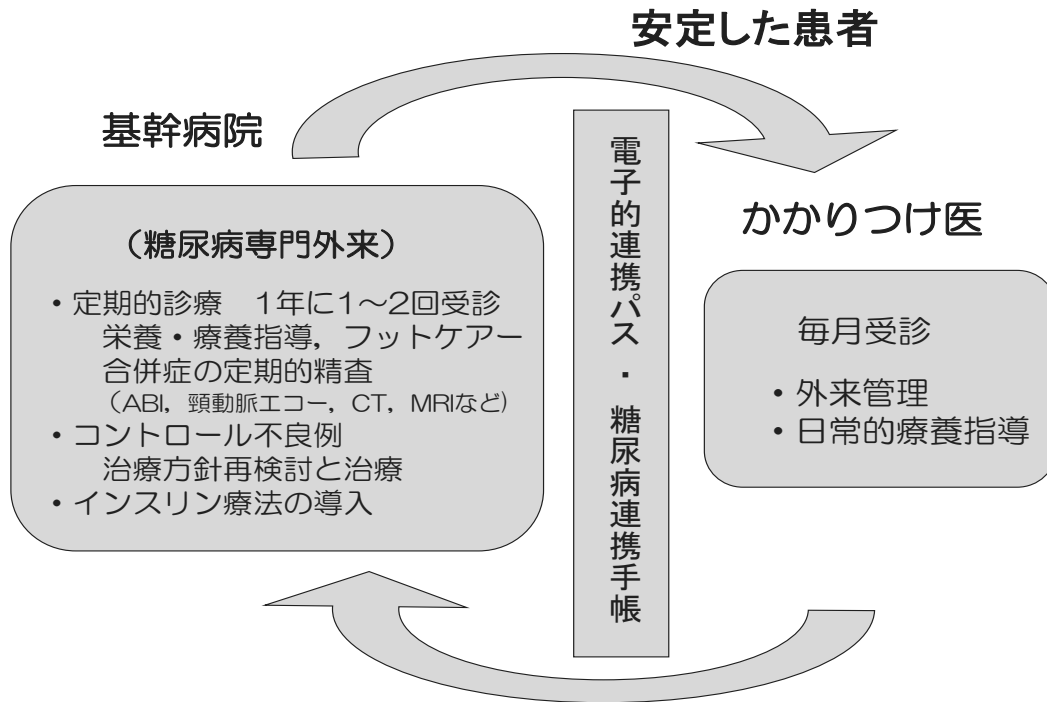 安定した患者
基幹病院
(糖尿病専門外来)
・定期的診療　1年に1〜2回受診
栄養・療養指導，フットケアー
合併症の定期的精査
(ABI，頸動脈エコー，CT，MRIなど)
・コントロール不良例
治療方針再検討と治療
・インスリン療法の導入
電子的連携パス・糖尿病連携手帳
かかりつけ医
毎月受診
・外来管理
・日常的療養指導